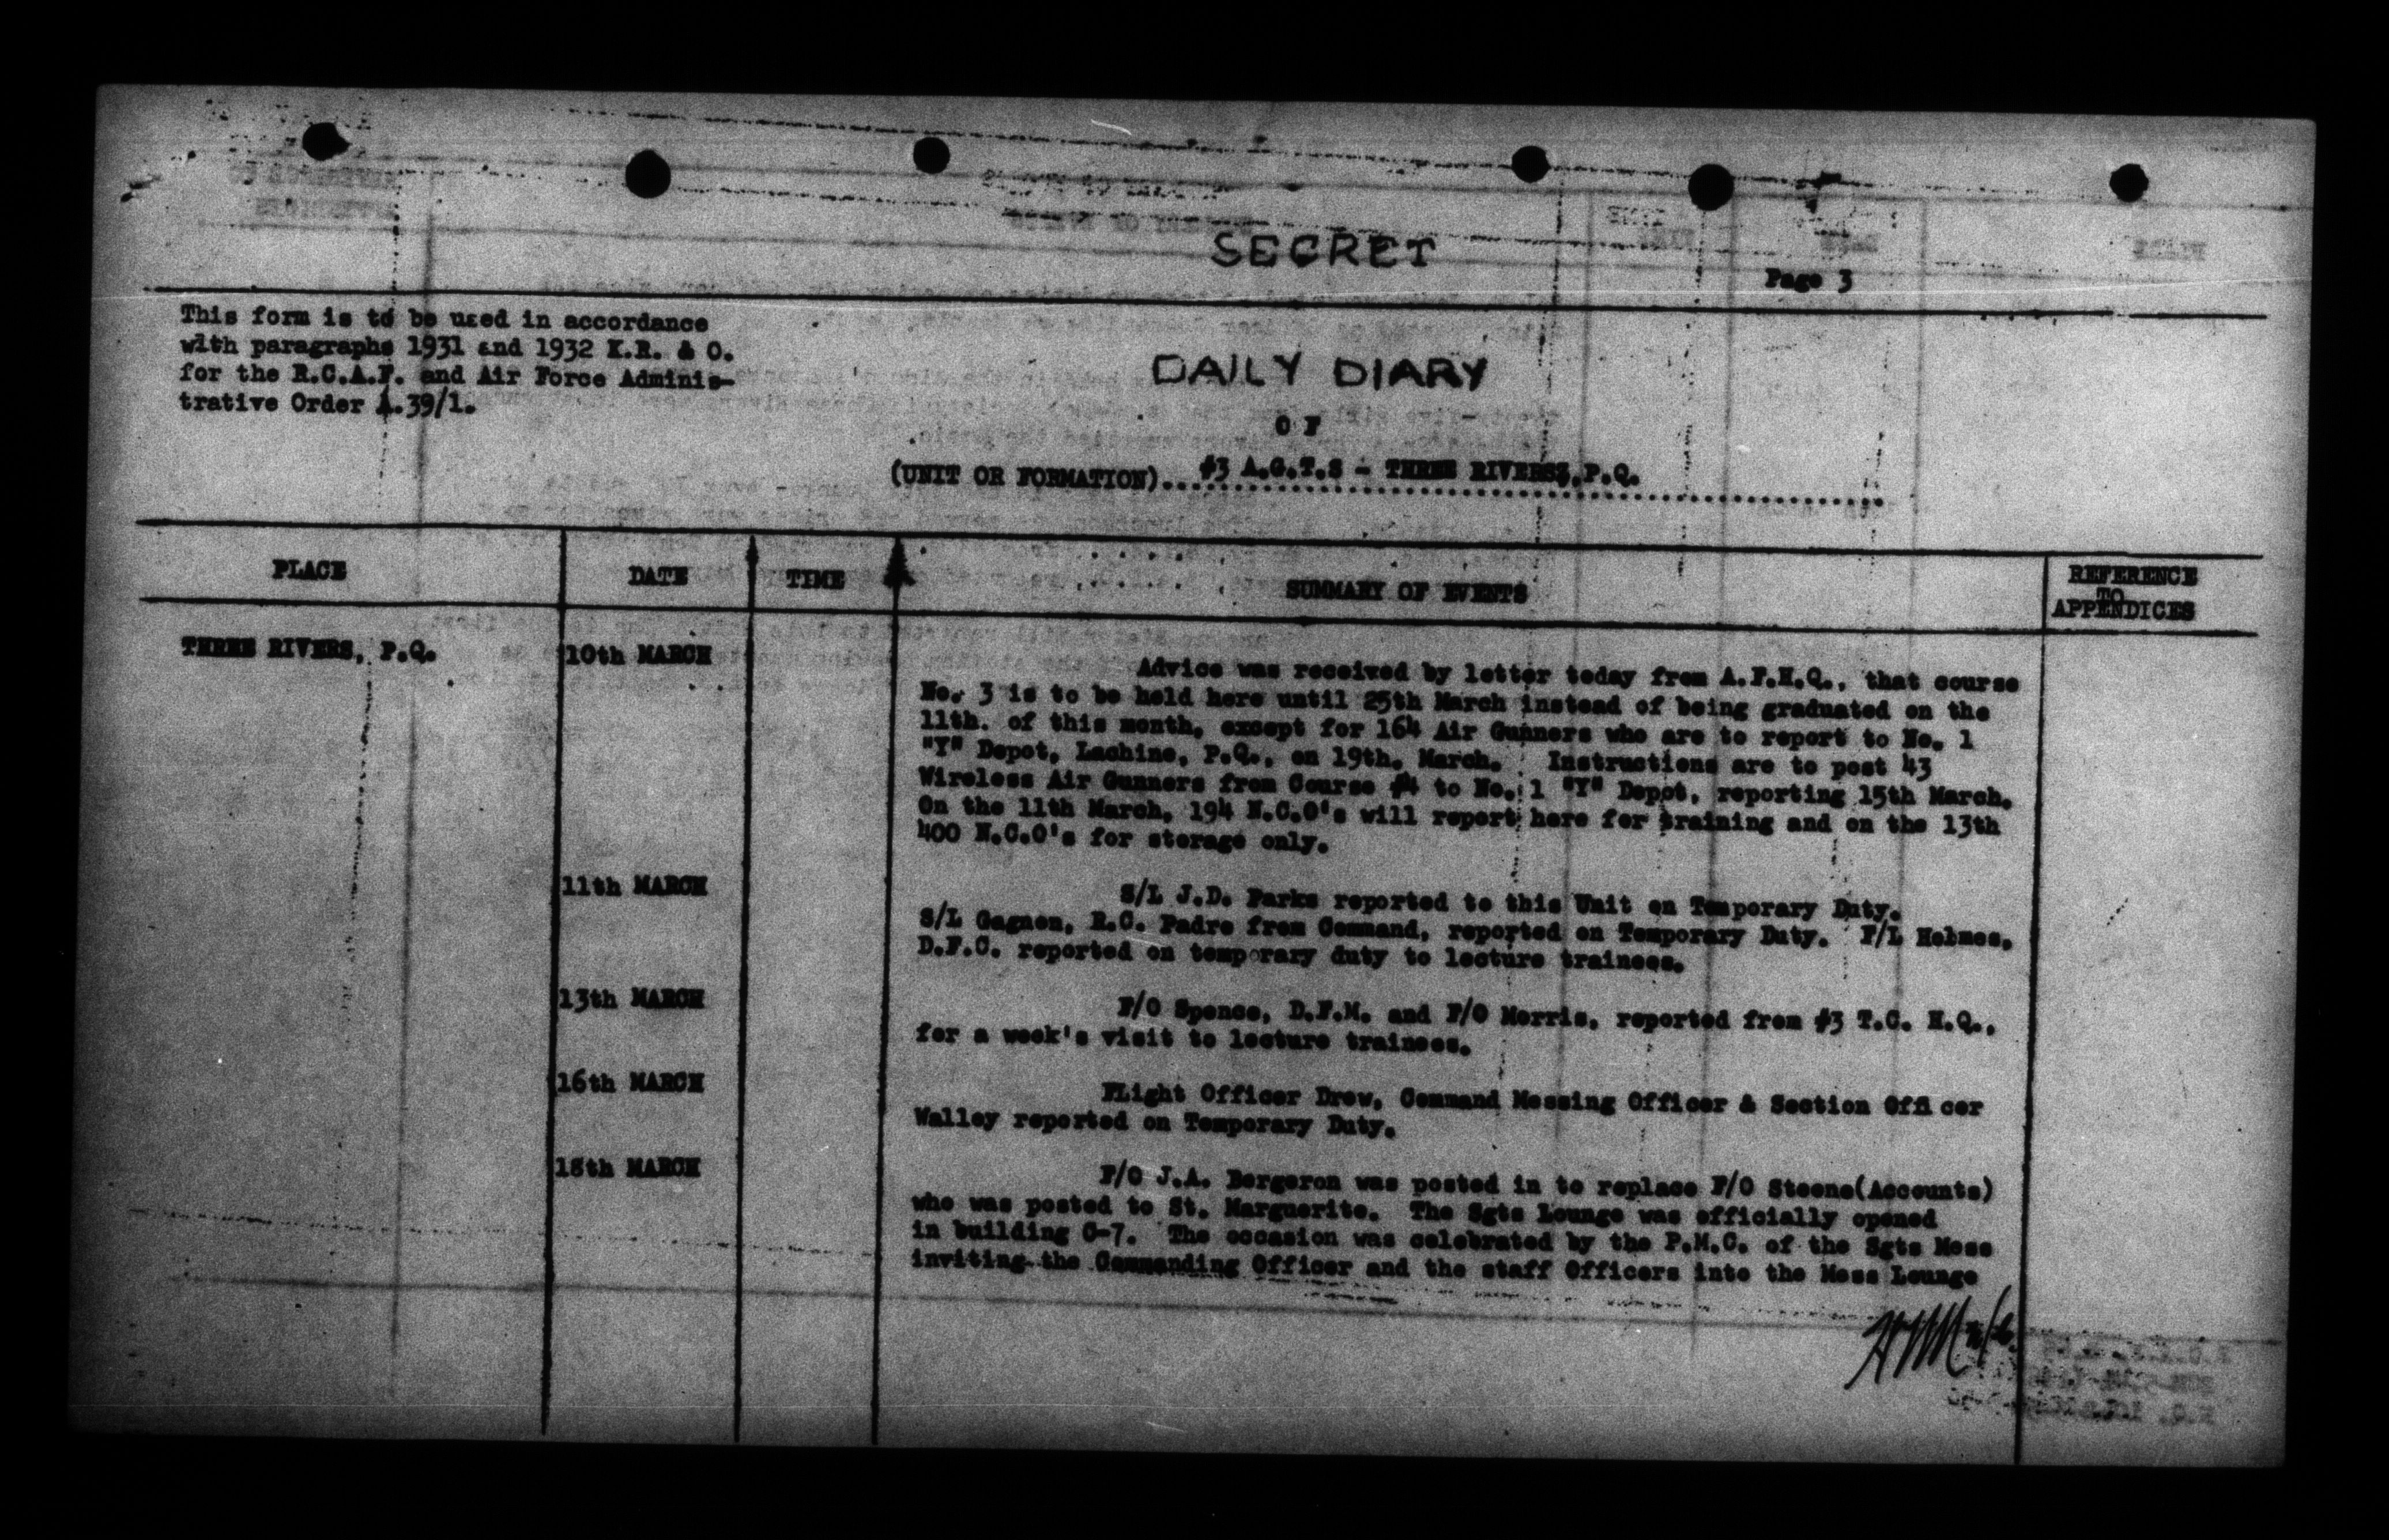 SECRET
Page 3
This form is to be used in accordance
with paragraphs 1931 and 1932 K.R. & O.
for the R.C.A.F. and Air Force Adminis-
trative Order A.39/1.
DAILY DIARY
OF
(UNIT OR FORMATION) #3 A.G.T.S - THREE RIVERS, P.Q.
PLACE DATE TIME SUMMARY OF EVENTS REFERENCE TO APPENDICES
THREE RIVERS, P.Q. 10th MARCH
Advice was received by letter today from A.F.H.Q., that course
No. 3 is to be held here until 25th March instead of being graduated on the
11th. of this month, except for 164 Air Gunners who are to report to No. 1
"Y" Depot, Lachine, P.Q., on 19th. March. Instructions are to post 43
Wireless Air Gunners from Course #4 to No. 1 "Y" Depot, reporting 15th March.
On the 11th March, 194 N.C.O's will report here for training and on the 13th
400 N.C.O's for storage only.
11th MARCH
S/L J.D. Parks reported to this Unit on Temporary Duty.
S/L Gagnon, R.C. Padre from Command, reported on Temporary Duty. F/L Holmes,
D.F.C. reported on temporary duty to lecture trainees.
13th MARCH
F/O Spence, D.F.M. and F/O Morris, reported from #3 T.C. H.Q.,
for a week's visit to lecture trainees.
16th MARCH
FLight Officer Drew, Command Messing Officer & Section Officer
Walley reported on Temporary Duty.
18th MARCH
F/O J.A. Bergeron was posted in to replace F/O Steene(Accounts)
who was posted to St. Marguerite. The Sgts Lounge was officially opened
in building C-7. The occasion was celebrated by the P.M.C. of the Sgts Mess
inviting the Commanding Officer and the staff Officers into the Mess Lounge